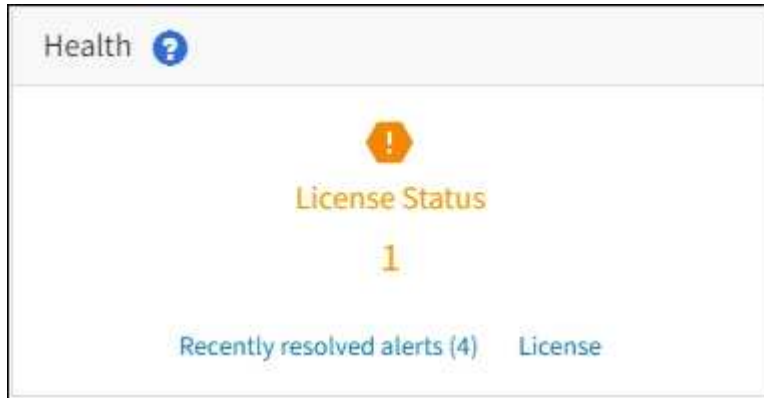 Health ?
!
License Status
1
Recently resolved alerts (4) License